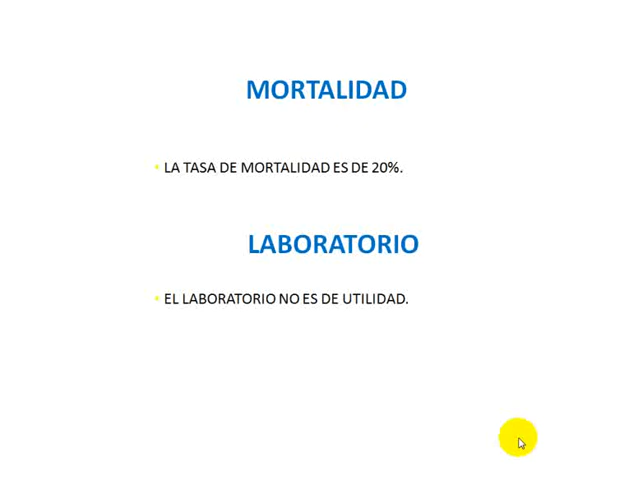 MORTALIDAD
• LA TASA DE MORTALIDAD ES DE 20%.
LABORATORIO
• EL LABORATORIO NO ES DE UTILIDAD.